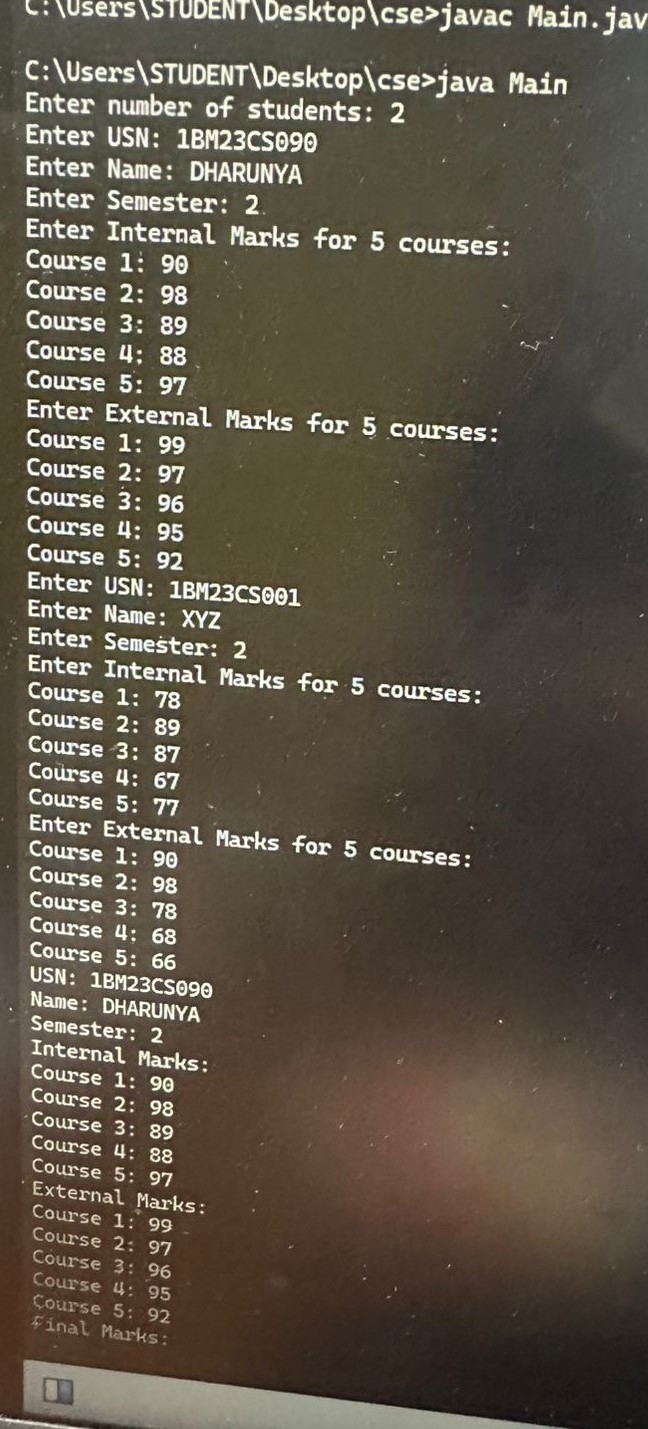 C:\Users\STUDENT\Desktop\cse>javac Main.jav
C:\Users\STUDENT\Desktop\cse>java Main
Enter number of students: 2
Enter USN: 1BM23CS090
Enter Name: DHARUNYA
Enter Semester: 2
Enter Internal Marks for 5 courses:
Course 1: 90
Course 2: 98
Course 3: 89
Course 4: 88
Course 5: 97
Enter External Marks for 5 courses:
Course 1: 99
Course 2: 97
Course 3: 96
Course 4: 95
Course 5: 92
Enter USN: 1BM23CS001
Enter Name: XYZ
Enter Semester: 2
Enter Internal Marks for 5 courses:
Course 1: 78
Course 2: 89
Course 3: 87
Course 4: 67
Course 5: 77
Enter External Marks for 5 courses:
Course 1: 90
Course 2: 98
Course 3: 78
Course 4: 68
Course 5: 66
USN: 1BM23CS090
Name: DHARUNYA
Semester: 2
Internal Marks:
Course 1: 90
Course 2: 98
Course 3: 89
Course 4: 88
Course 5: 97
External Marks:
Course 1: 99
Course 2: 97
Course 3: 96
Course 4: 95
Course 5: 92
Final Marks: